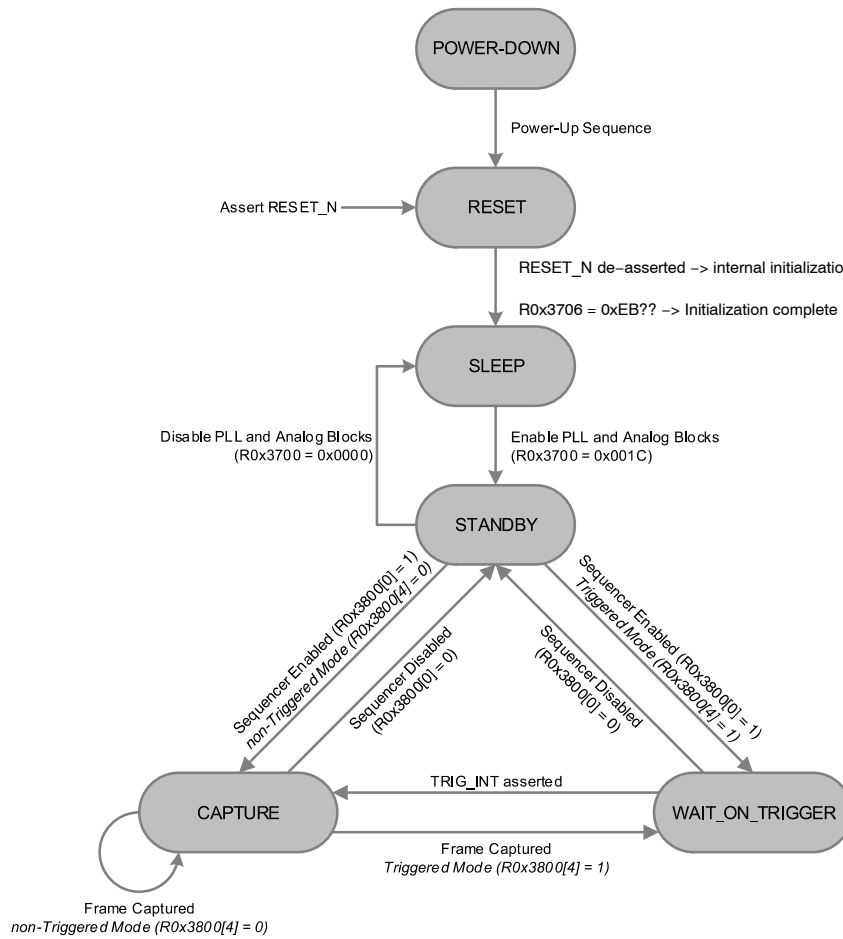 POWER-DOWN
Power-Up Sequence
Assert RESET_N
RESET
RESET_N de-asserted -> internal initializatio
R0x3706 = 0xEB?? -> Initialization complete
SLEEP
Disable PLL and Analog Blocks
(R0x3700 = 0x0000)
Enable PLL and Analog Blocks
(R0x3700 = 0x001C)
STANDBY
Sequencer Enabled (R0x3800[0] = 1)
non-Triggered Mode (R0x3800[4] = 0)
Sequencer Disabled
(R0x3800[0] = 0)
Sequencer Disabled
(R0x3800[0] = 0)
Sequencer Enabled (R0x3800[0] = 1)
Triggered Mode (R0x3800[4] = 1)
CAPTURE
TRIG_INT asserted
WAIT_ON_TRIGGER
Frame Captured
Triggered Mode (R0x3800[4] = 1)
Frame Captured
non-Triggered Mode (R0x3800[4] = 0)